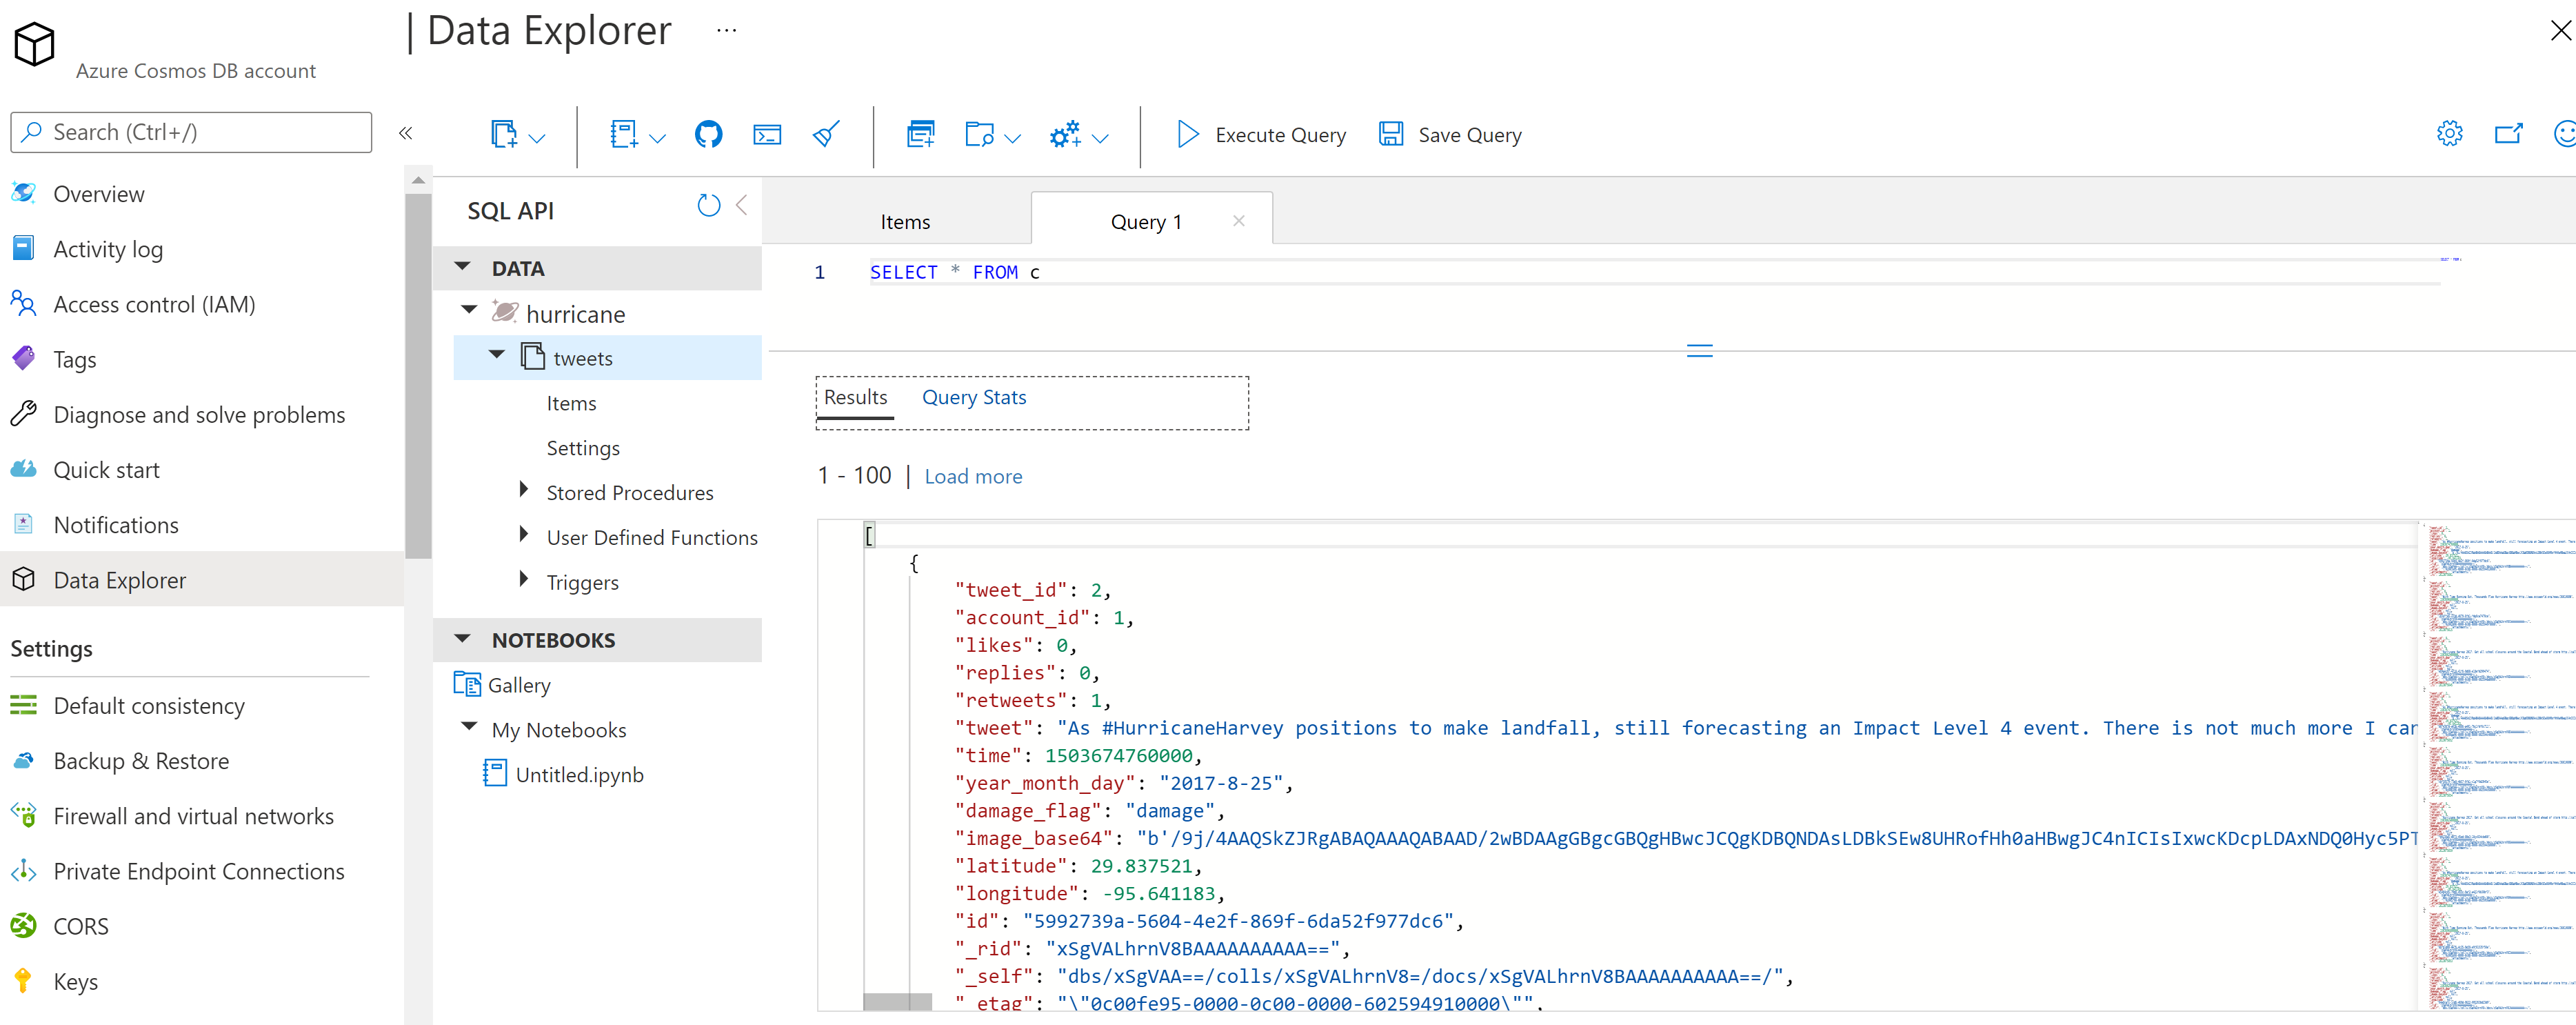 Azure Cosmos DB account
| Data Explorer ...
Search (Ctrl+/)
«
Overview
Activity log
Access control (IAM)
Tags
Diagnose and solve problems
Quick start
Notifications
Data Explorer
Settings
Default consistency
Backup & Restore
Firewall and virtual networks
Private Endpoint Connections
CORS
Keys
Execute Query
Save Query
SQL API
DATA
hurricane
tweets
Items
Settings
Stored Procedures
User Defined Functions
Triggers
NOTEBOOKS
Gallery
My Notebooks
Untitled.ipynb
Items
Query 1
1 SELECT * FROM c
Results Query Stats
1 - 100 | Load more
[
{
"tweet_id": 2,
"account_id": 1,
"likes": 0,
"replies": 0,
"retweets": 1,
"tweet": "As #HurricaneHarvey positions to make landfall, still forecasting an Impact Level 4 event. There is not much more I can
"time": 1503674760000,
"year_month_day": "2017-8-25",
"damage_flag": "damage",
"image_base64": "b'/9j/4AAQSkZJRgABAQAAAQABAAD/2wBDAAgGBgcGBQgHBwcJCQgKDBQNDAsLDBkSEw8UHRofHh0aHBwgJC4nICIsIxwcKDcpLDAxNDQ0Hyc5PT
"latitude": 29.837521,
"longitude": -95.641183,
"id": "5992739a-5604-4e2f-869f-6da52f977dc6",
"_rid": "xSgVALhrnV8BAAAAAAAAAA==",
"_self": "dbs/xSgVAA==/colls/xSgVALhrnV8=/docs/xSgVALhrnV8BAAAAAAAAAA==/",
"_etag": "\"0c00fe95-0000-0c00-0000-602594910000\"",